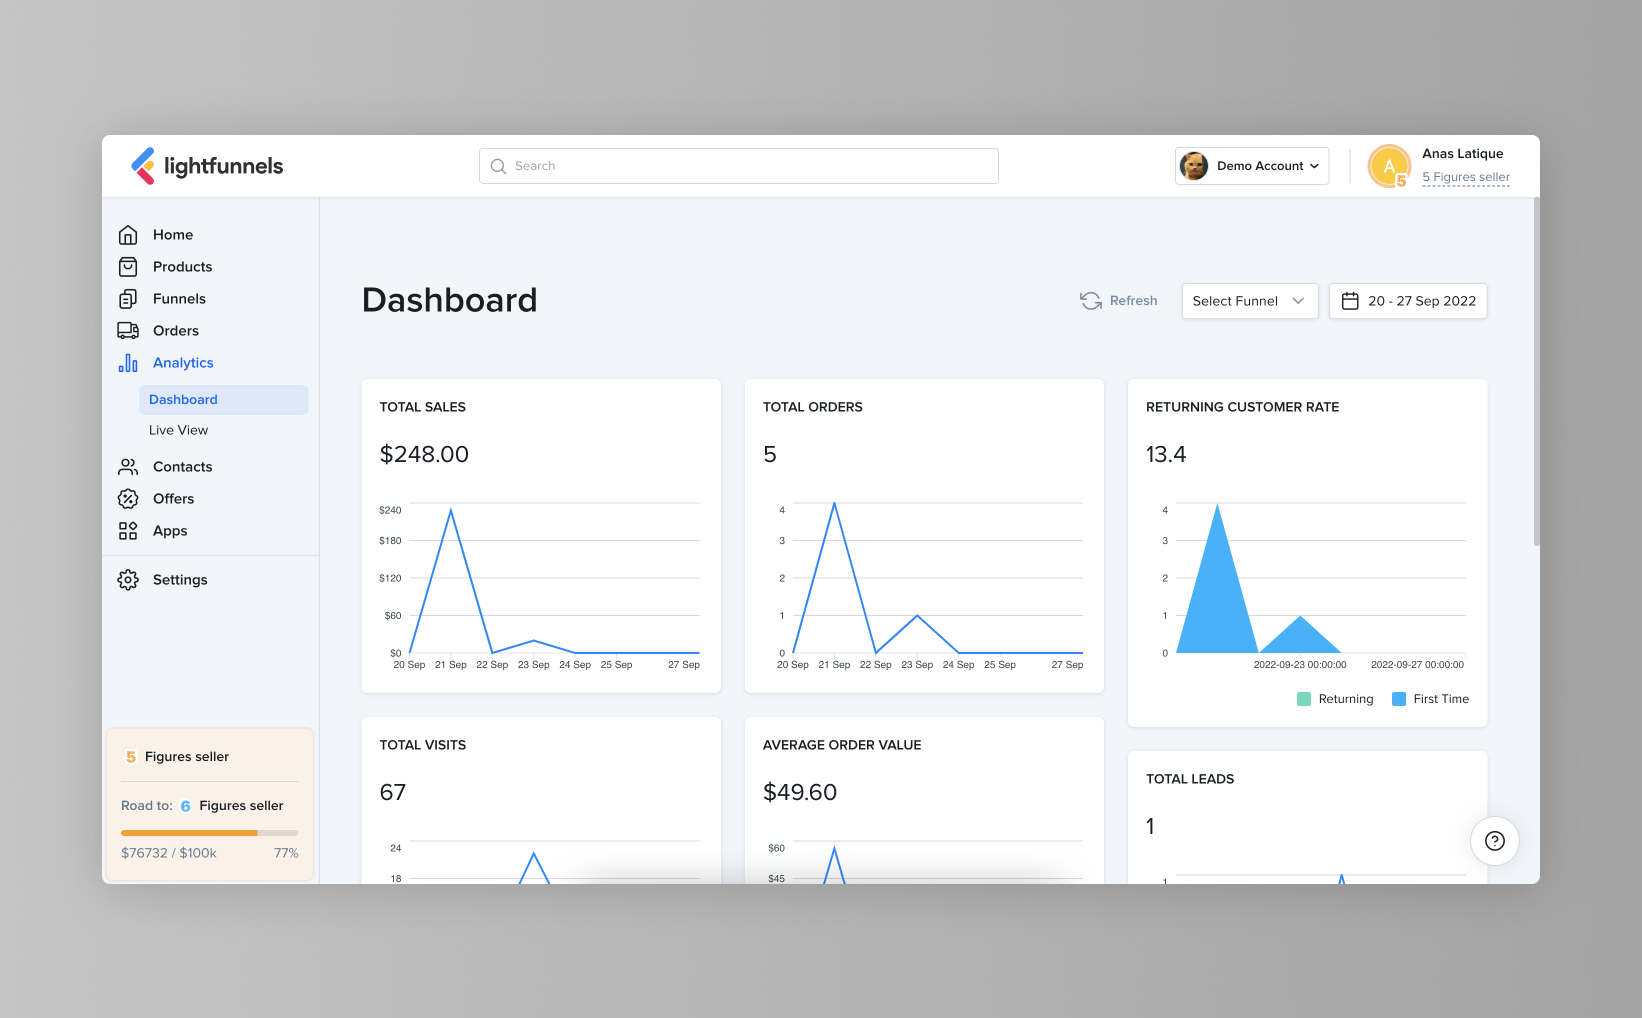 lightfunnels
Search
Demo Account
A
5
Anas Latique
5 Figures seller
Home
Products
Funnels
Orders
Analytics
Dashboard
Live View
Contacts
Offers
Apps
Settings
5 Figures seller
Road to: 6 Figures seller
$76732 / $100k 77%
Dashboard
Refresh
Select Funnel
20 - 27 Sep 2022
TOTAL SALES
$248.00
$240
$180
$120
$60
$0
20 Sep 21 Sep 22 Sep 23 Sep 24 Sep 25 Sep 27 Sep
TOTAL ORDERS
5
4
3
2
1
0
20 Sep 21 Sep 22 Sep 23 Sep 24 Sep 25 Sep 27 Sep
RETURNING CUSTOMER RATE
13.4
4
3
2
1
0
2022-09-23 00:00:00 2022-09-27 00:00:00
Returning First Time
TOTAL VISITS
67
24
18
AVERAGE ORDER VALUE
$49.60
$60
$45
TOTAL LEADS
1
1